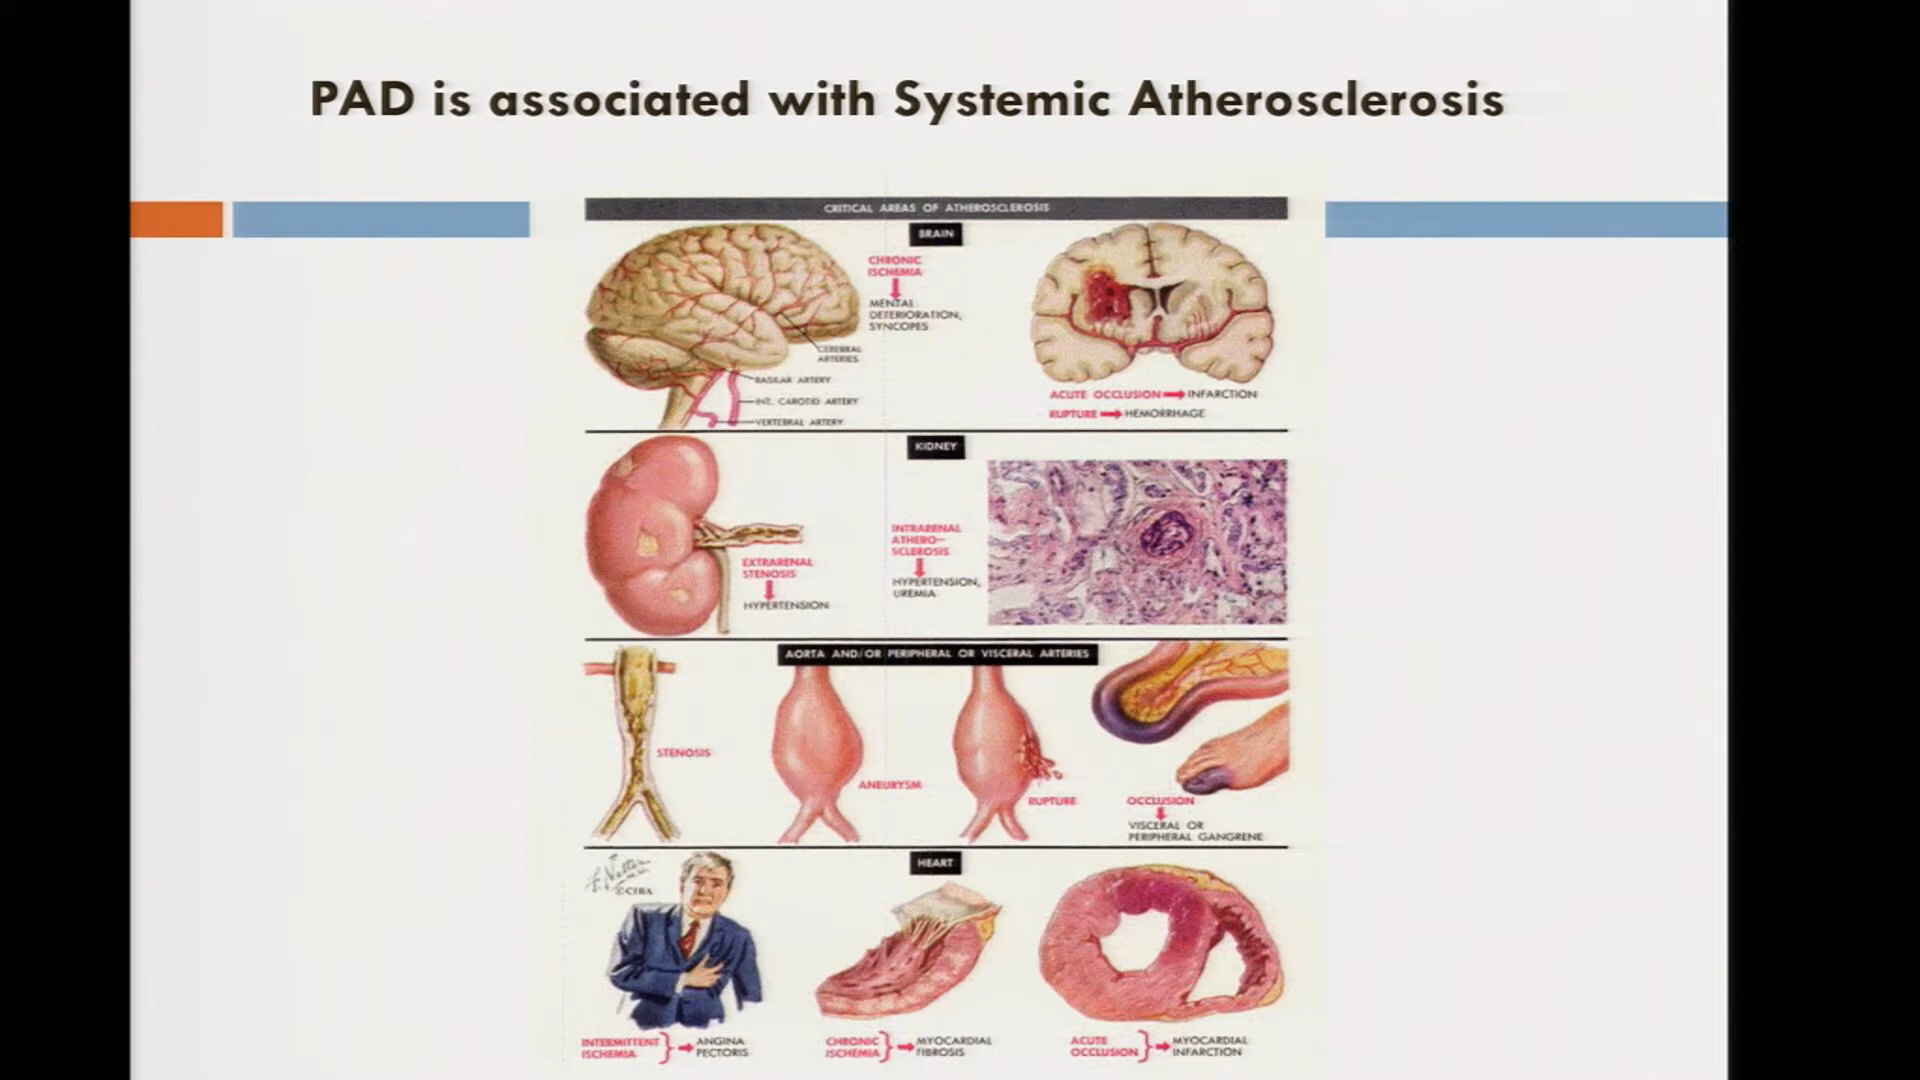 PAD is associated with Systemic Atherosclerosis
CRITICAL AREAS OF ATHEROSCLEROSIS
BRAIN
CHRONIC
ISCHEMIA
MENTAL
DETERIORATION,
SYNCOPES
CEREBRAL
ARTERIES
BASILAR ARTERY
INT. CAROTID ARTERY
VERTEBRAL ARTERY
ACUTE OCCLUSION INFARCTION
RUPTURE HEMORRHAGE
KIDNEY
EXTRARENAL
STENOSIS
HYPERTENSION
INTRARENAL
ATHERO-
SCLEROSIS
HYPERTENSION,
UREMIA
AORTA AND/OR PERIPHERAL OR VISCERAL ARTERIES
STENOSIS
ANEURYSM
RUPTURE
OCCLUSION
VISCERAL OR
PERIPHERAL GANGRENE
HEART
©CIBA
INTERMITTENT
ISCHEMIA
ANGINA
PECTORIS
CHRONIC
ISCHEMIA
MYOCARDIAL
FIBROSIS
ACUTE
OCCLUSION
MYOCARDIAL
INFARCTION